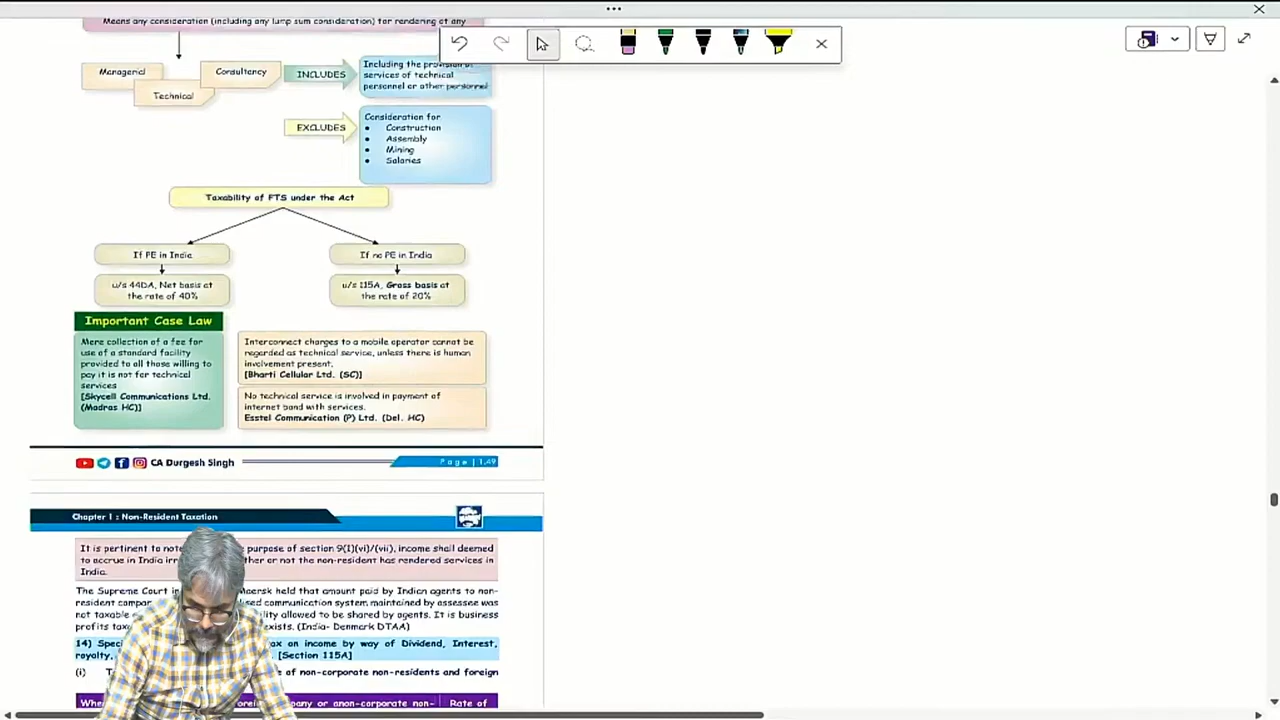 Means any consideration (including any lump sum consideration) for rendering of any
Managerial
Technical
Consultancy
INCLUDES
Including the provision of
services of technical
personnel or other personnel
EXCLUDES
Consideration for
• Construction
• Assembly
• Mining
• Salaries
Taxability of FTS under the Act
If PE in India
If no PE in India
u/s 44DA, Net basis at
the rate of 40%
u/s 115A, Gross basis at
the rate of 20%
Important Case Law
Mere collection of a fee for
use of a standard facility
provided to all those willing to
pay it is not for technical
services
[Skycell Communications Ltd.
(Madras HC)]
Interconnect charges to a mobile operator cannot be
regarded as technical service, unless there is human
involvement present.
[Bharti Cellular Ltd. (SC)]
No technical service is involved in payment of
internet band with services.
Esstel Communication (P) Ltd. (Del. HC)
CA Durgesh Singh
Page | 1.49
Chapter 1 : Non-Resident Taxation
It is pertinent to note purpose of section 9(1)(vi)/(vii), income shall deemed
to accrue in India or not the non-resident has rendered services in
India.
The Supreme Court in Maersk held that amount paid by Indian agents to non-
resident communication system, maintained by assessee was
not taxable allowed to be shared by agents. It is business
profits exists. (India- Denmark DTAA)
14) tax on income by way of Dividend, Interest,
royalty, [Section 115A]
(i) of non-corporate non-residents and foreign
or anon-corporate non-
Rate of